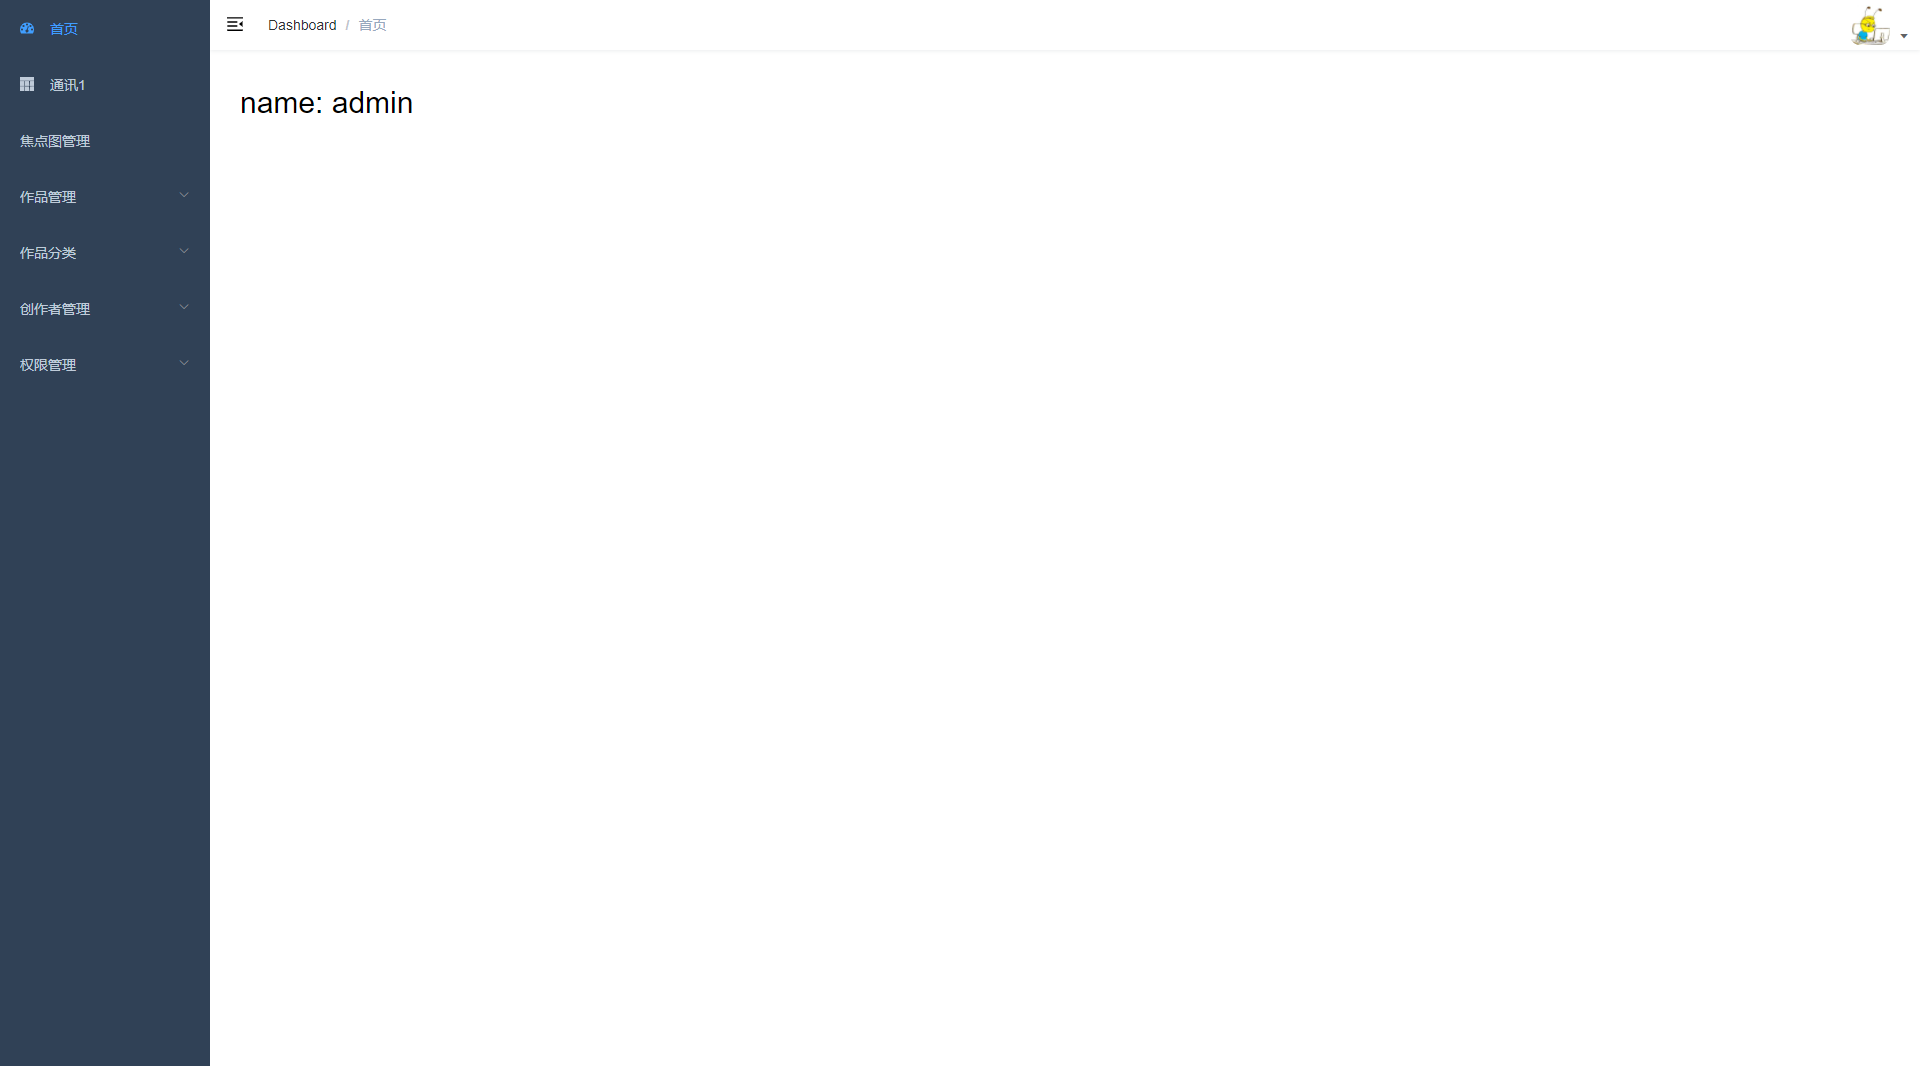 首页
通讯1
焦点图管理
作品管理
作品分类
创作者管理
权限管理
Dashboard / 首页
name: admin